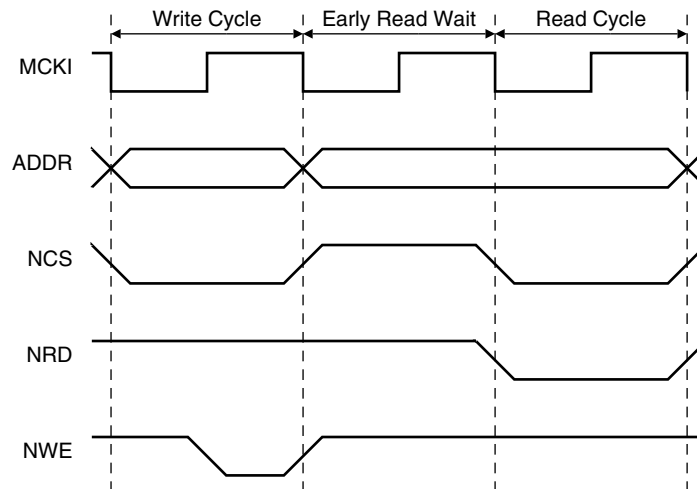 Write Cycle Early Read Wait Read Cycle
MCKI
ADDR
NCS
NRD
NWE